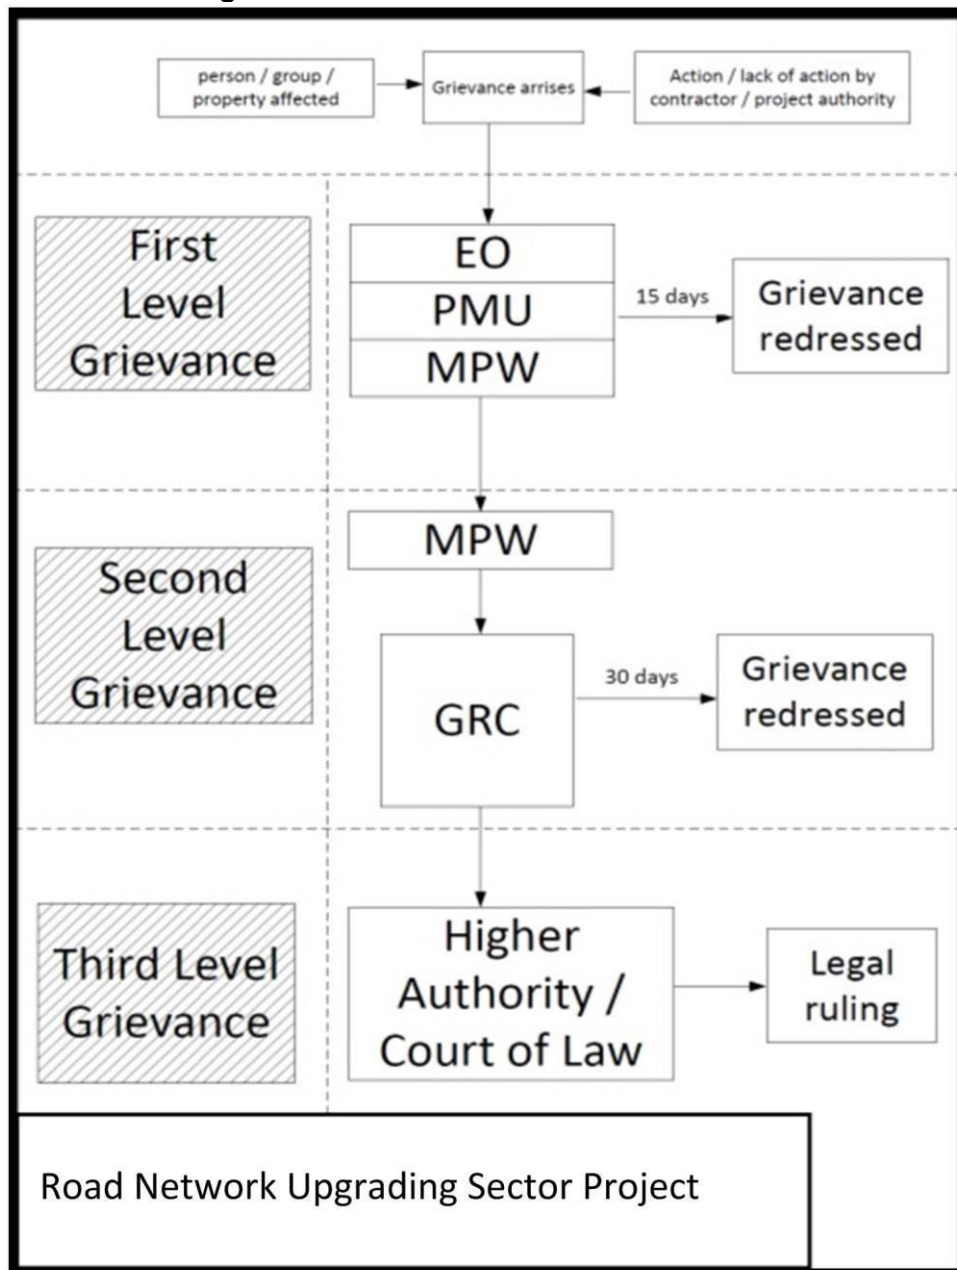 person / group /
property affected
Grievance arrises
Action / lack of action by
contractor / project authority
First
Level
Grievance
EO
PMU
MPW
15 days
Grievance
redressed
Second
Level
Grievance
MPW
GRC
30 days
Grievance
redressed
Third Level
Grievance
Higher
Authority /
Court of Law
Legal
ruling
Road Network Upgrading Sector Project